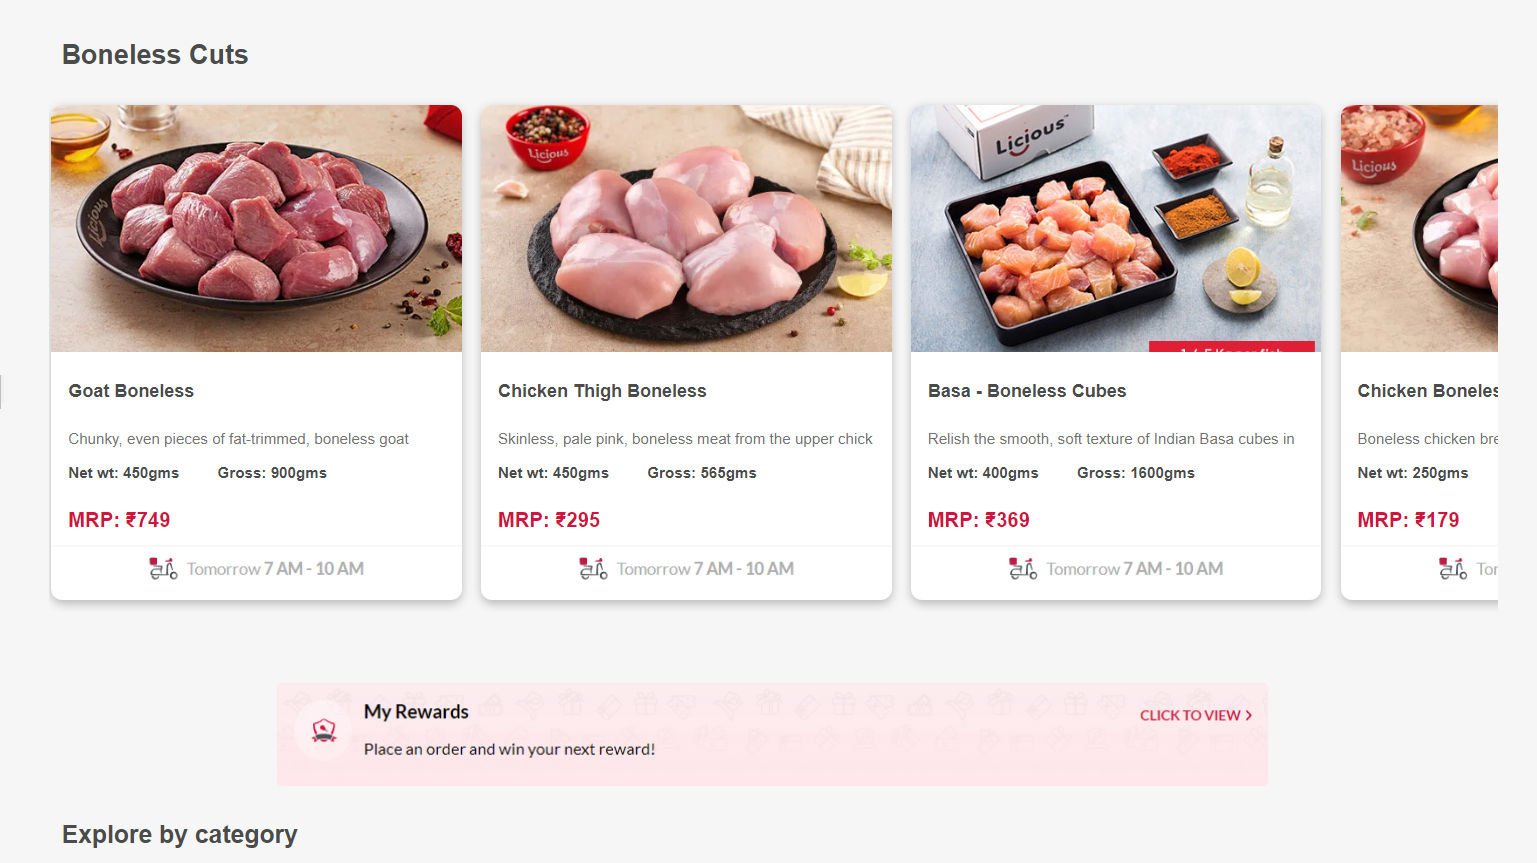 Boneless Cuts
Licious
Licious
Licious
Licious
Goat Boneless
Chunky, even pieces of fat-trimmed, boneless goat
Net wt: 450gms Gross: 900gms
MRP: ₹749
Tomorrow 7 AM - 10 AM
Chicken Thigh Boneless
Skinless, pale pink, boneless meat from the upper chick
Net wt: 450gms Gross: 565gms
MRP: ₹295
Tomorrow 7 AM - 10 AM
Basa - Boneless Cubes
Relish the smooth, soft texture of Indian Basa cubes in
Net wt: 400gms Gross: 1600gms
MRP: ₹369
Tomorrow 7 AM - 10 AM
Chicken Boneles
Boneless chicken bre
Net wt: 250gms
MRP: ₹179
Tor
My Rewards
CLICK TO VIEW >
Place an order and win your next reward!
Explore by category